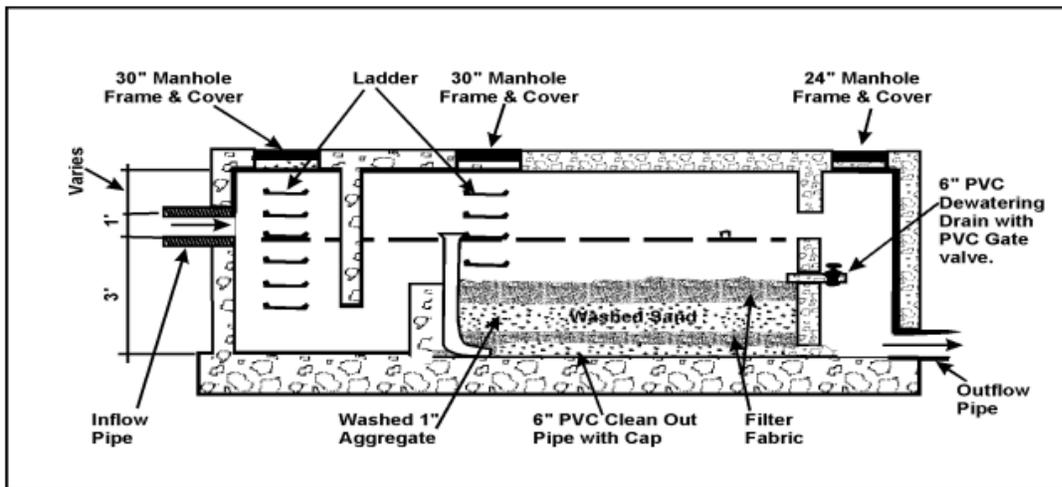 30" Manhole
Frame & Cover
Ladder
30" Manhole
Frame & Cover
24" Manhole
Frame & Cover
Varies
1'
3'
6" PVC
Dewatering
Drain with
PVC Gate
valve.
Washed Sand
Inflow
Pipe
Washed 1"
Aggregate
6" PVC Clean Out
Pipe with Cap
Filter
Fabric
Outflow
Pipe